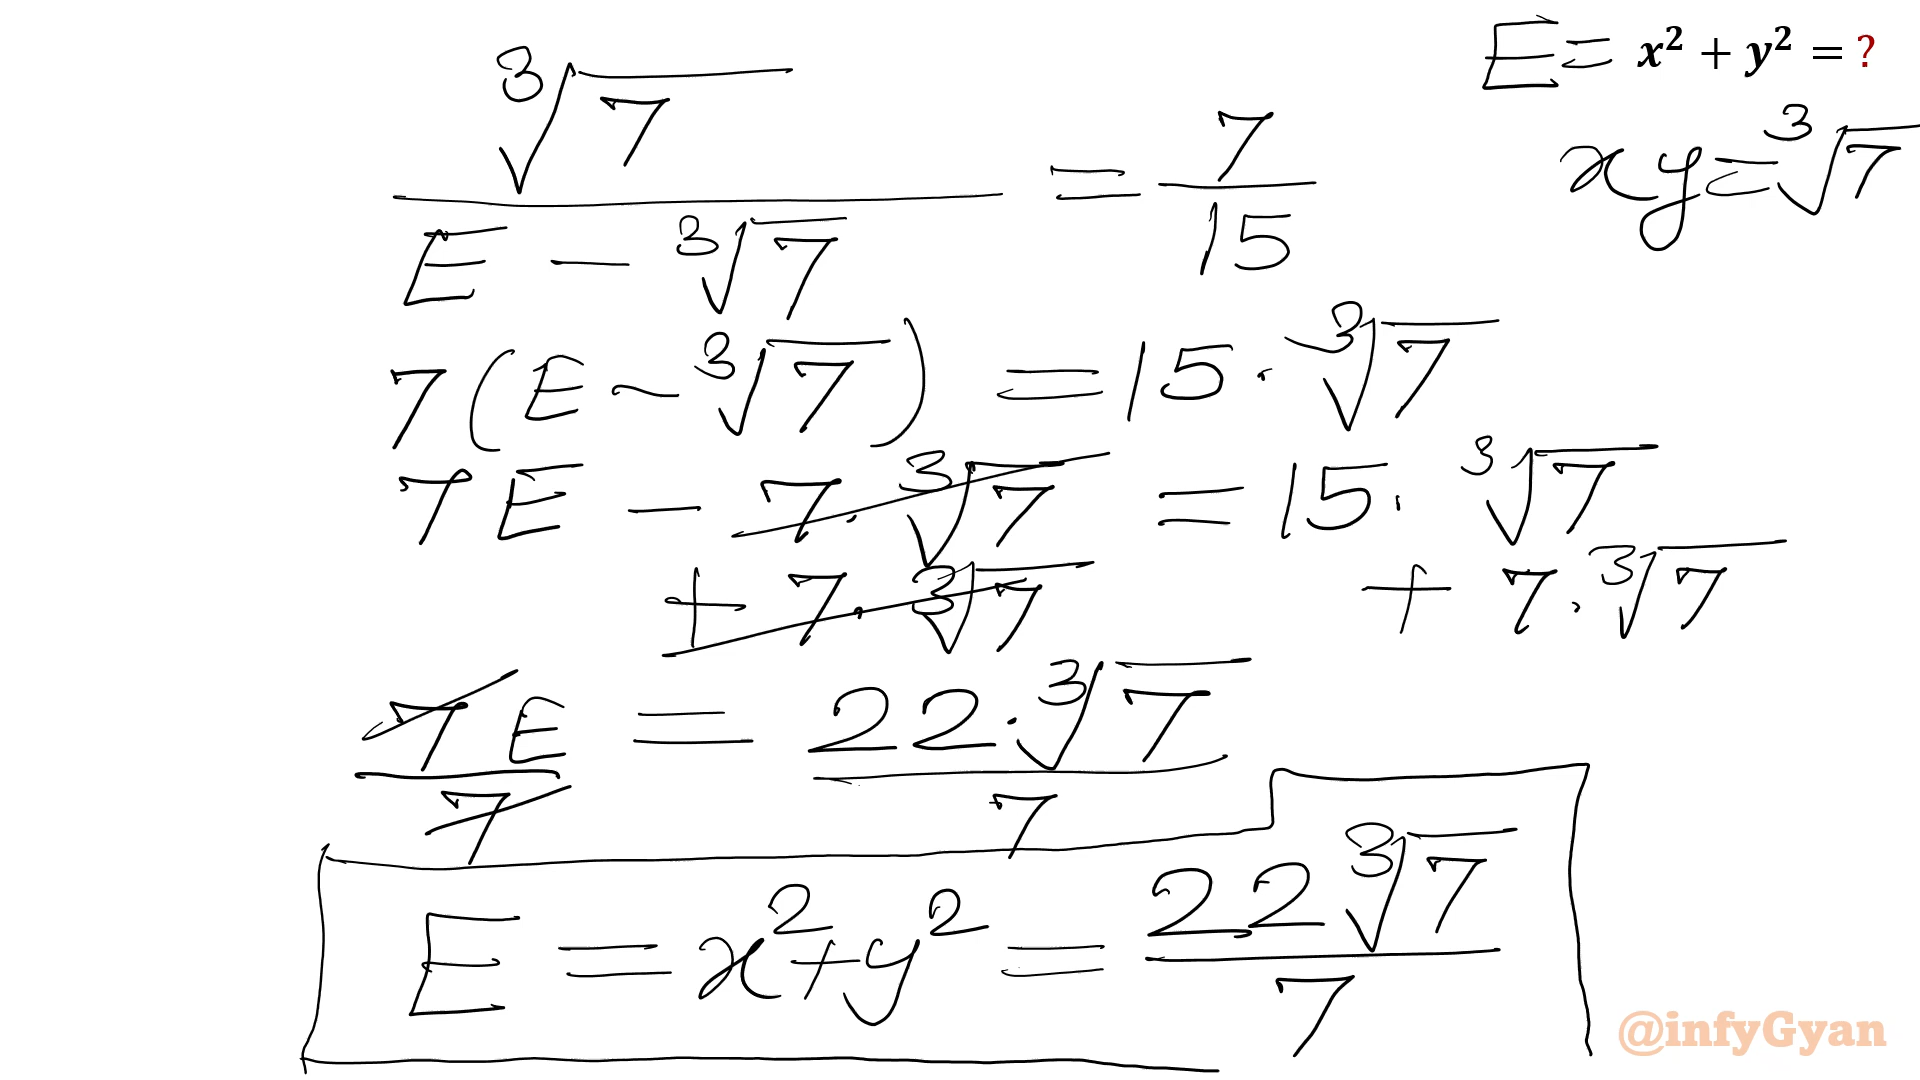 E = x² + y² = ?
xy = ∛7
∛7 / (E − ∛7) = 7/15
7(E − ∛7) = 15 · ∛7
7E − 7 · ∛7 = 15 · ∛7
+ 7 · ∛7 + 7 · ∛7
7E / 7 = 22 · ∛7 / 7
E = x² + y² = 22∛7 / 7
@infyGyan